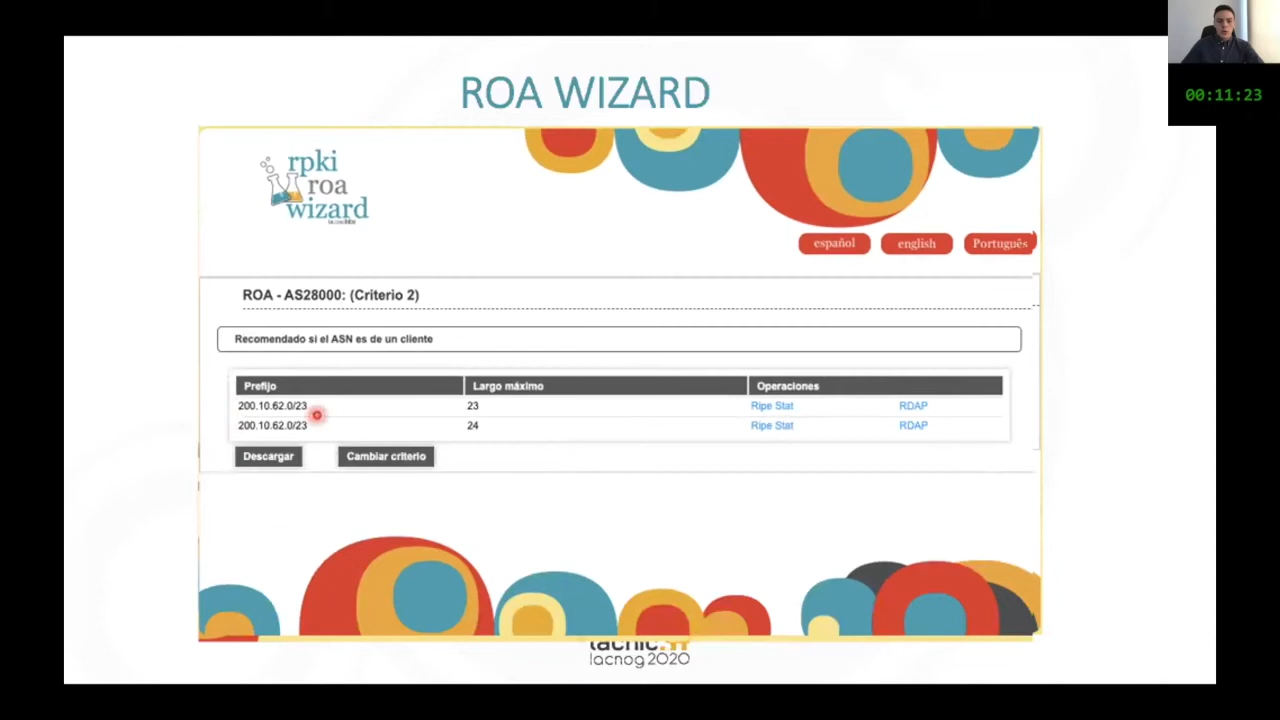 00:11:23
ROA WIZARD
rpki
roa
wizard
español english Português
ROA - AS28000: (Criterio 2)
Recomendado si el ASN es de un cliente
Prefijo Largo máximo Operaciones
200.10.62.0/23 23 Ripe Stat RDAP
200.10.62.0/23 24 Ripe Stat RDAP
Descargar Cambiar criterio
lacnog2020